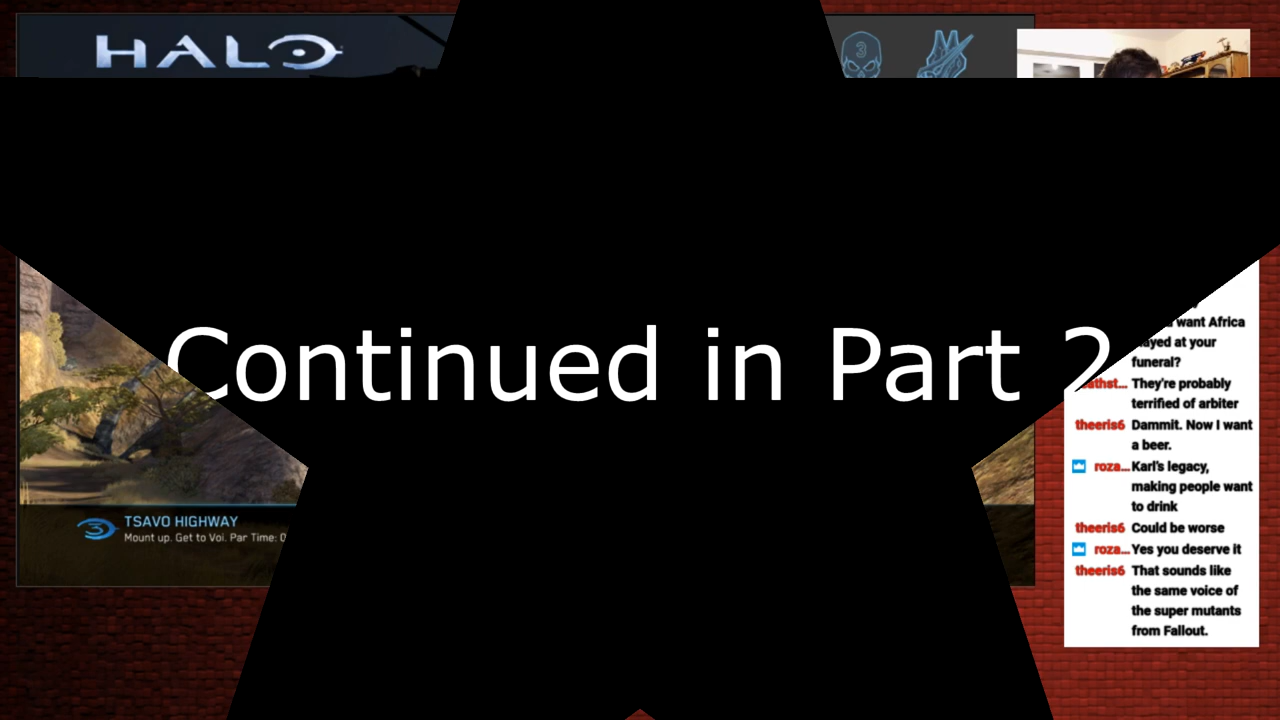 HALO
3
Continued in Part 2
want Africa
at your
funeral?
They're probably
terrified of arbiter
theeris6 Dammit. Now I want
a beer.
roza... Karl's legacy,
making people want
to drink
theeris6 Could be worse
roza... Yes you deserve it
theeris6 That sounds like
the same voice of
the super mutants
from Fallout.
3 TSAVO HIGHWAY
Mount up. Get to Voi. Par Time: